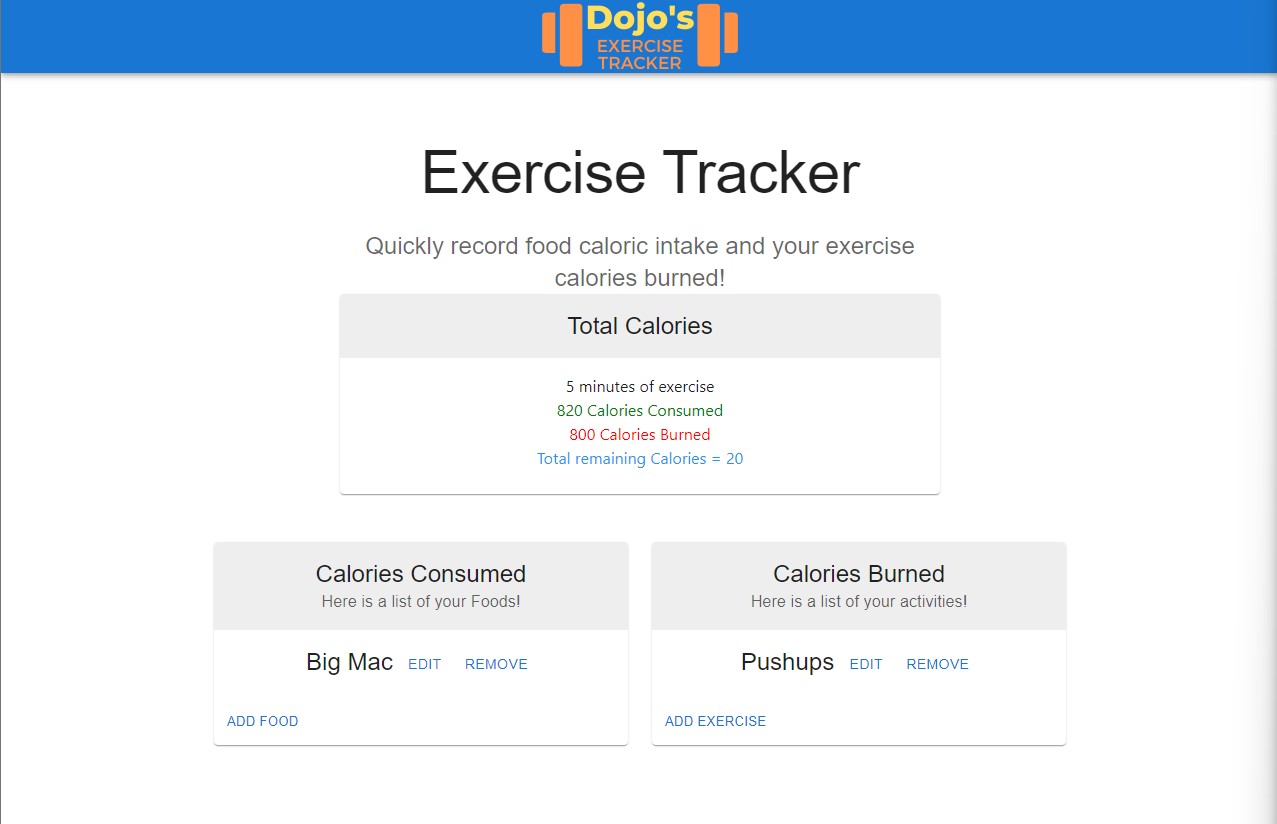 Dojo's
EXERCISE
TRACKER
Exercise Tracker
Quickly record food caloric intake and your exercise
calories burned!
Total Calories
5 minutes of exercise
820 Calories Consumed
800 Calories Burned
Total remaining Calories = 20
Calories Consumed
Here is a list of your Foods!
Big Mac EDIT REMOVE
ADD FOOD
Calories Burned
Here is a list of your activities!
Pushups EDIT REMOVE
ADD EXERCISE